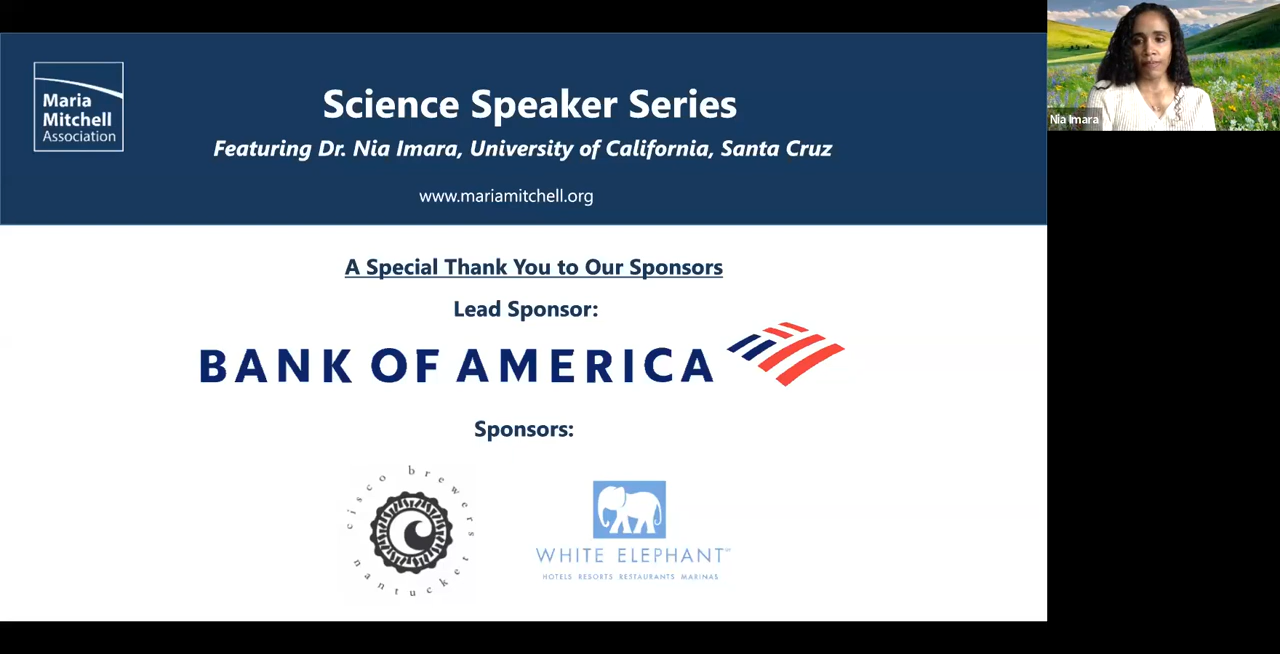 Maria
Mitchell
Association
Science Speaker Series
Featuring Dr. Nia Imara, University of California, Santa Cruz
www.mariamitchell.org
Nia Imara
A Special Thank You to Our Sponsors
Lead Sponsor:
BANK OF AMERICA
Sponsors:
cisco brewers
nantucket
WHITE ELEPHANT
HOTELS RESORTS RESTAURANTS MARINAS